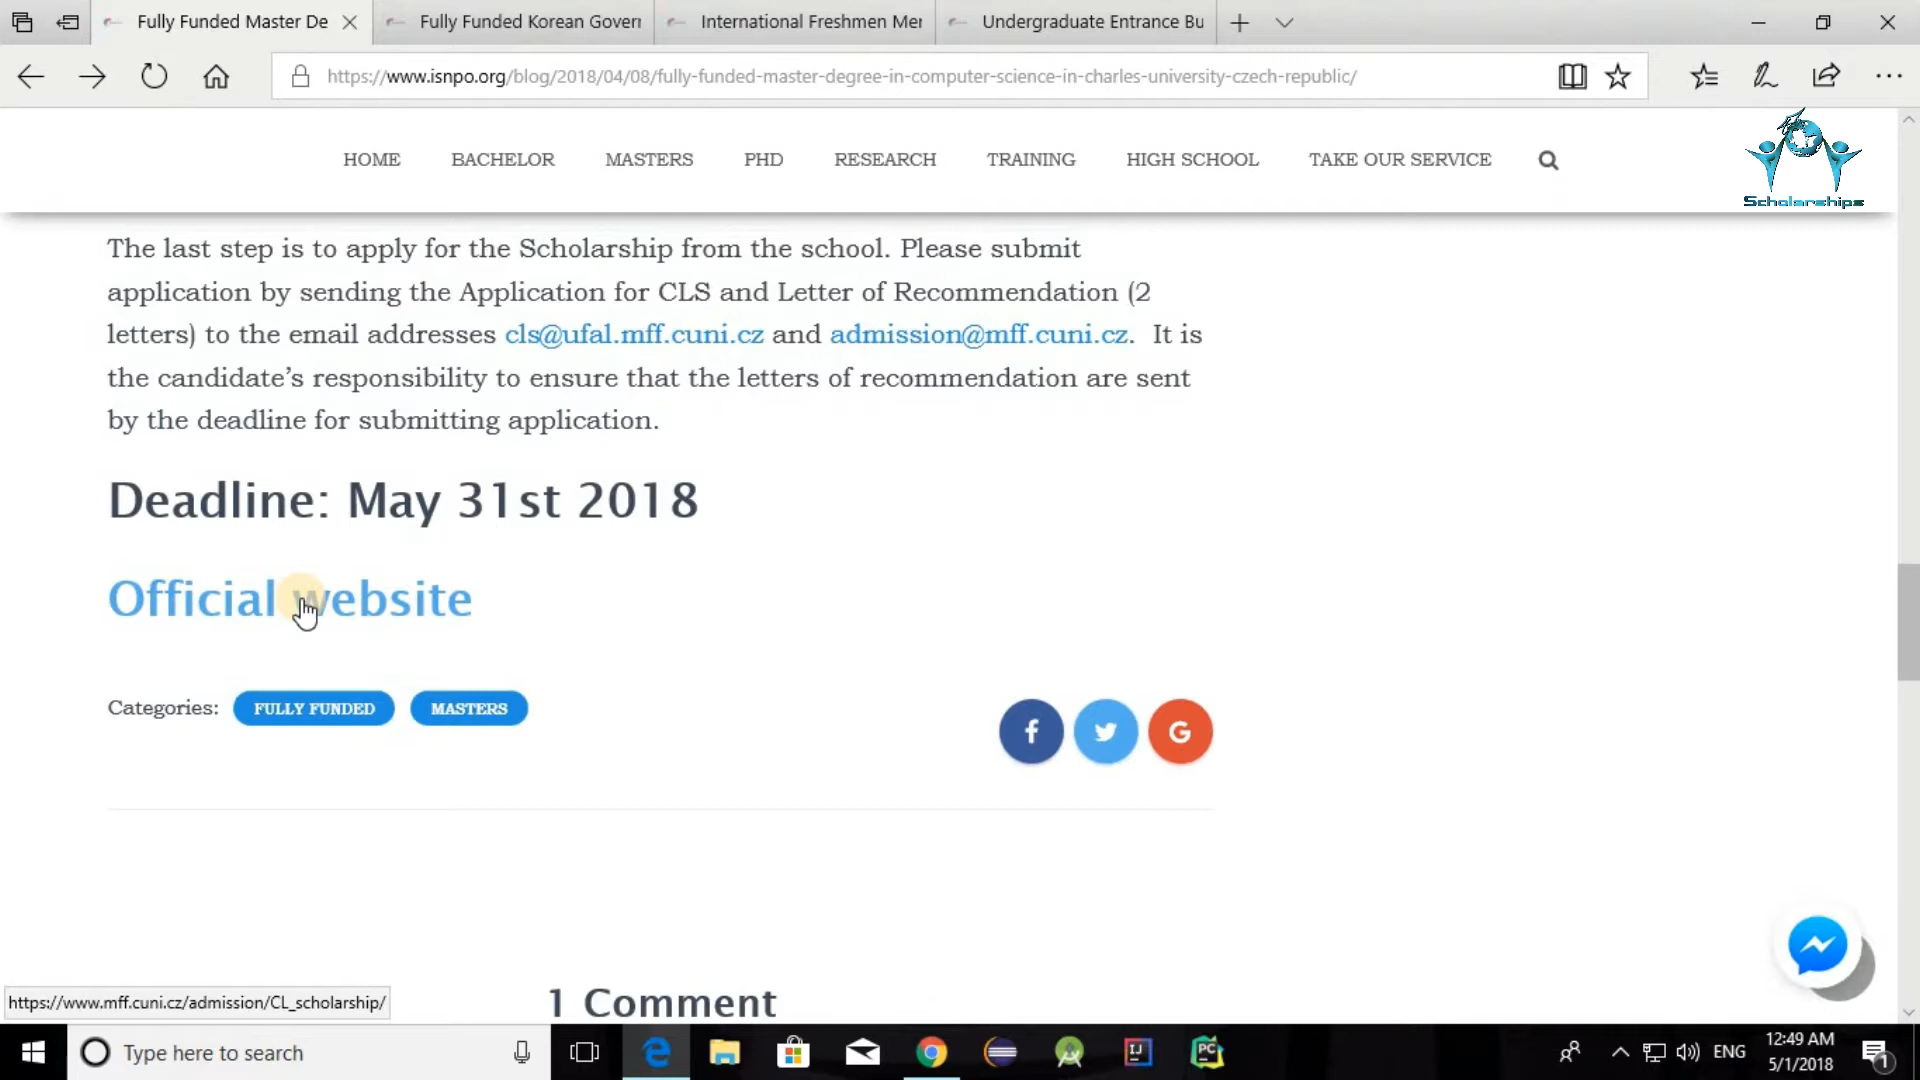 Fully Funded Master De
Fully Funded Korean Govern
International Freshmen Mer
Undergraduate Entrance Bu
https://www.isnpo.org/blog/2018/04/08/fully-funded-master-degree-in-computer-science-in-charles-university-czech-republic/
HOME BACHELOR MASTERS PHD RESEARCH TRAINING HIGH SCHOOL TAKE OUR SERVICE
Scholarships
The last step is to apply for the Scholarship from the school. Please submit
application by sending the Application for CLS and Letter of Recommendation (2
letters) to the email addresses cls@ufal.mff.cuni.cz and admission@mff.cuni.cz. It is
the candidate’s responsibility to ensure that the letters of recommendation are sent
by the deadline for submitting application.
Deadline: May 31st 2018
Official website
Categories: FULLY FUNDED MASTERS
f G
1 Comment
https://www.mff.cuni.cz/admission/CL_scholarship/
Type here to search
IJ
PC
ENG
12:49 AM
5/1/2018
1